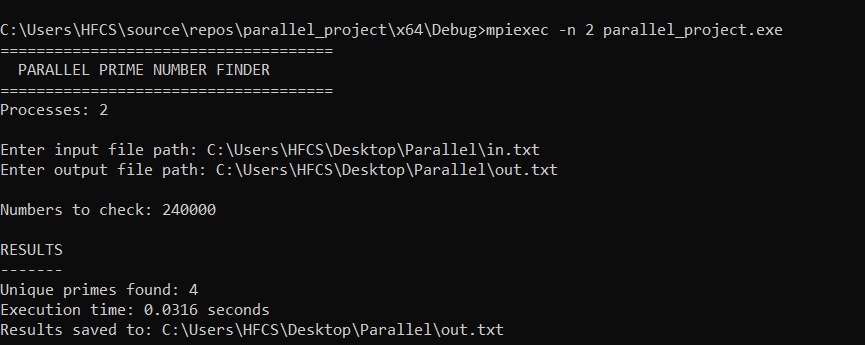 C:\Users\HFCS\source\repos\parallel_project\x64\Debug>mpiexec -n 2 parallel_project.exe
=====================================
  PARALLEL PRIME NUMBER FINDER
=====================================
Processes: 2

Enter input file path: C:\Users\HFCS\Desktop\Parallel\in.txt
Enter output file path: C:\Users\HFCS\Desktop\Parallel\out.txt

Numbers to check: 240000

RESULTS
-------
Unique primes found: 4
Execution time: 0.0316 seconds
Results saved to: C:\Users\HFCS\Desktop\Parallel\out.txt